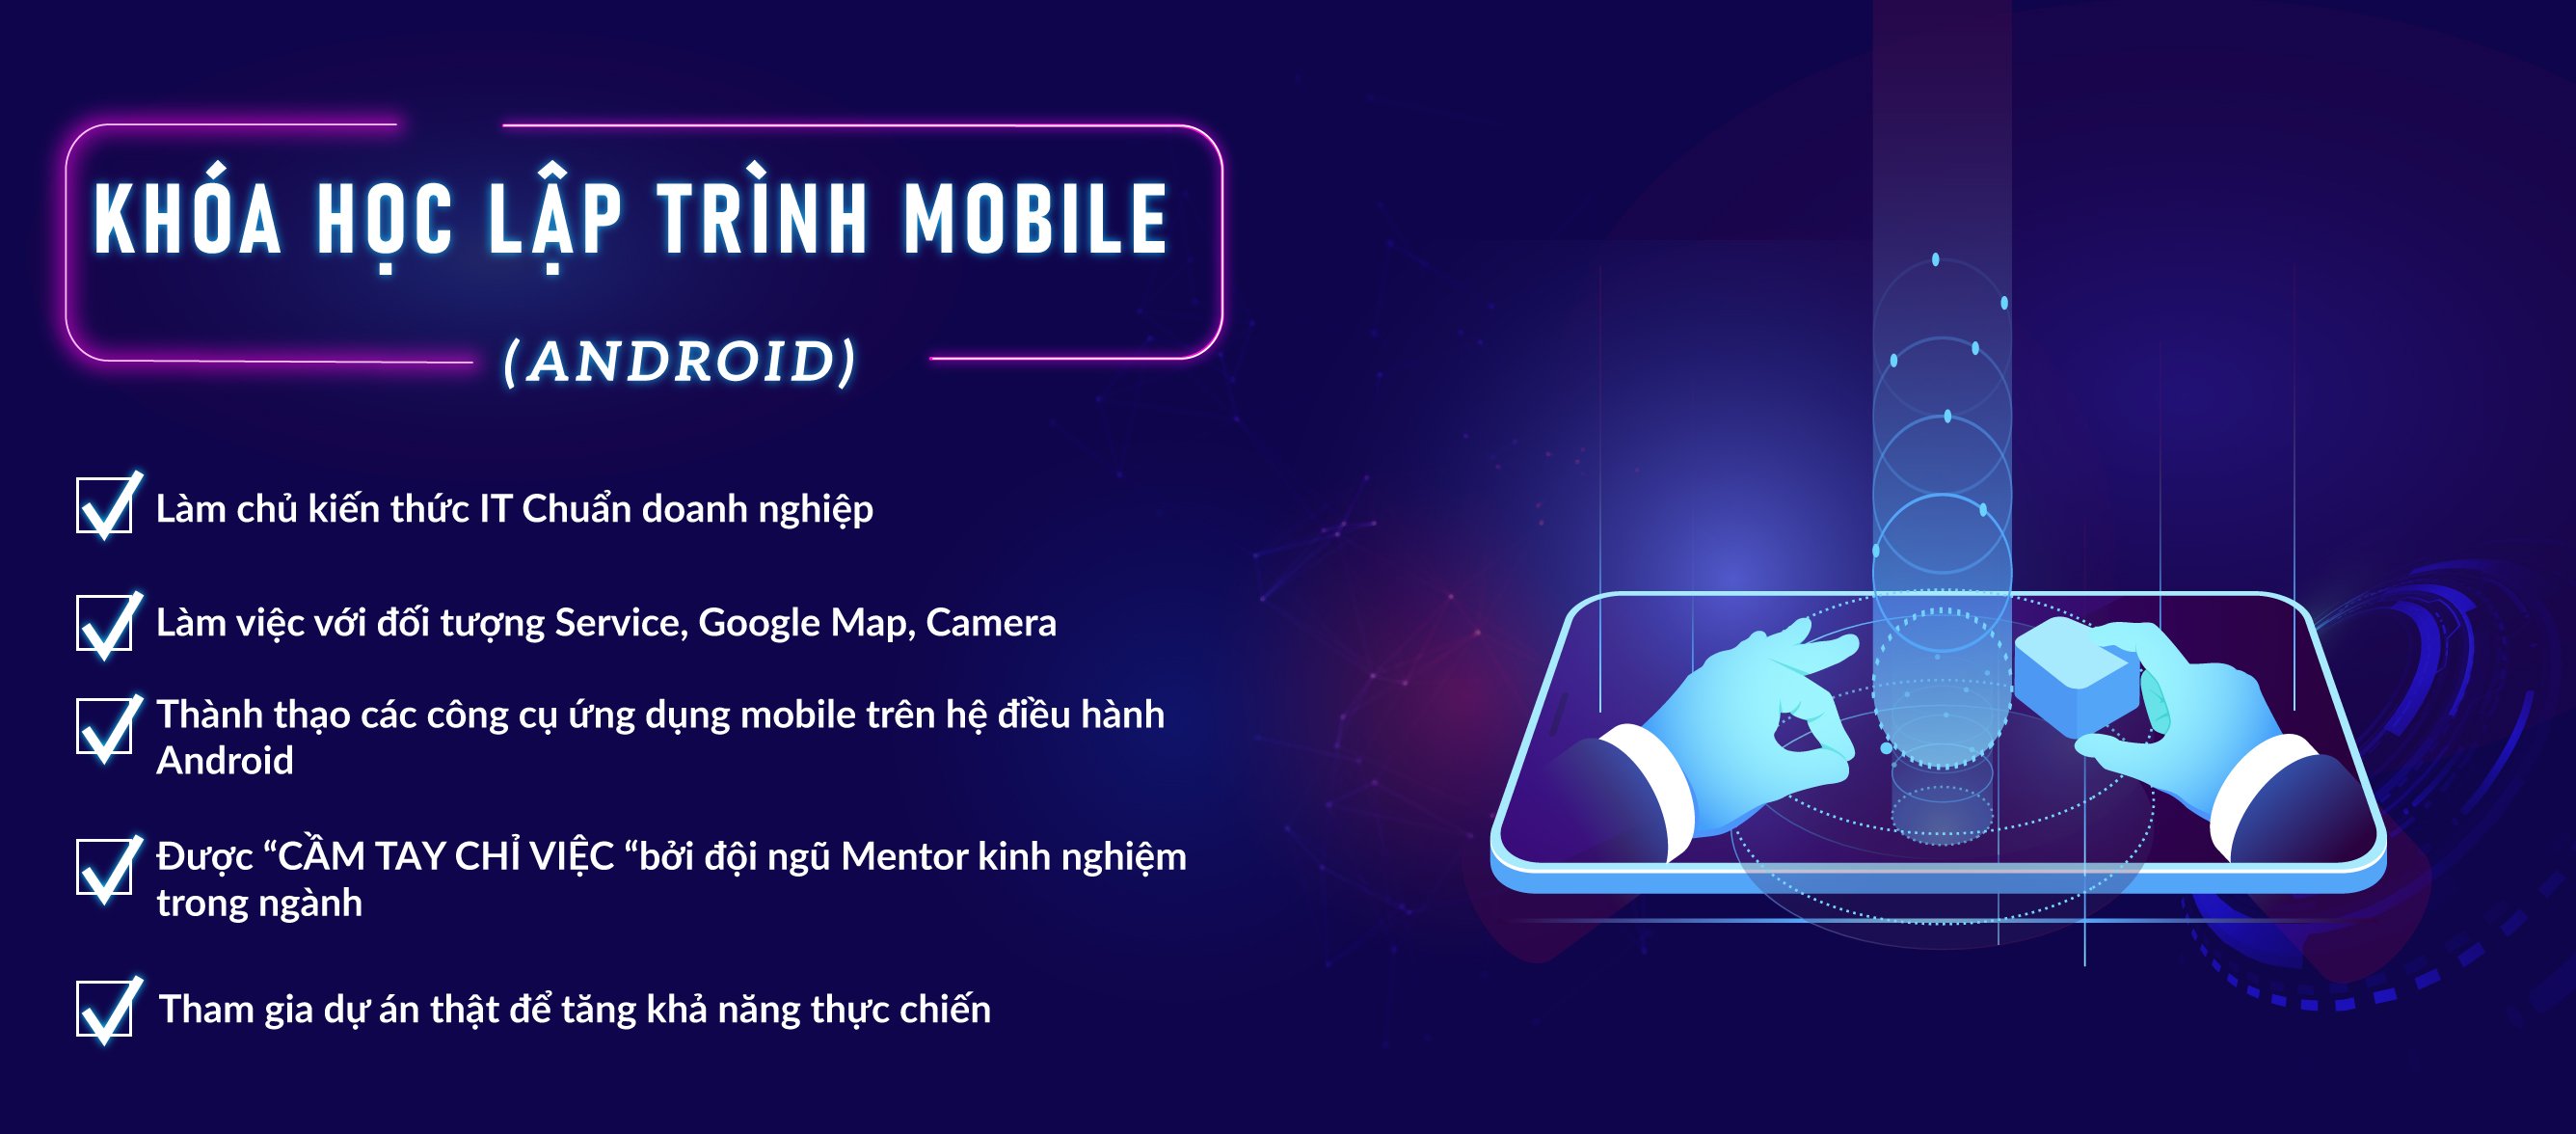 KHÓA HỌC LẬP TRÌNH MOBILE
(ANDROID)
Làm chủ kiến thức IT Chuẩn doanh nghiệp
Làm việc với đối tượng Service, Google Map, Camera
Thành thạo các công cụ ứng dụng mobile trên hệ điều hành
Android
Được “CẦM TAY CHỈ VIỆC “bởi đội ngũ Mentor kinh nghiệm
trong ngành
Tham gia dự án thật để tăng khả năng thực chiến